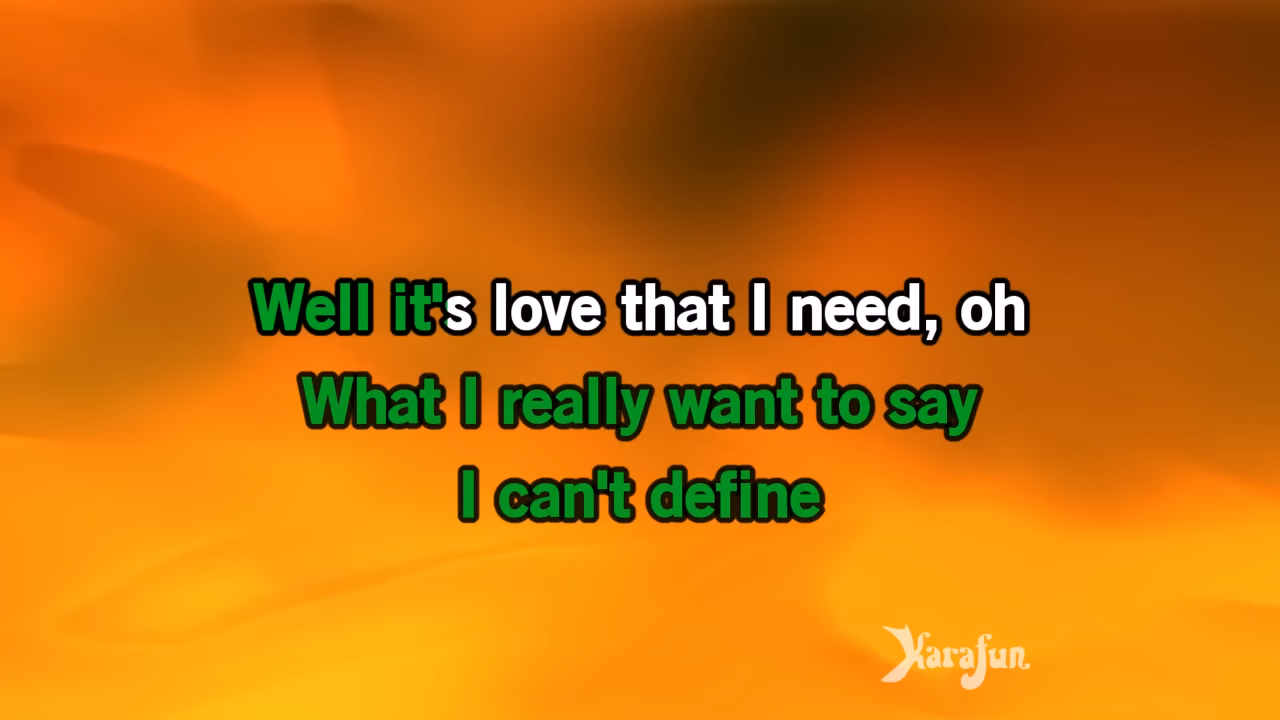 Well it's love that I need, oh
What I really want to say
I can't define
Karafun